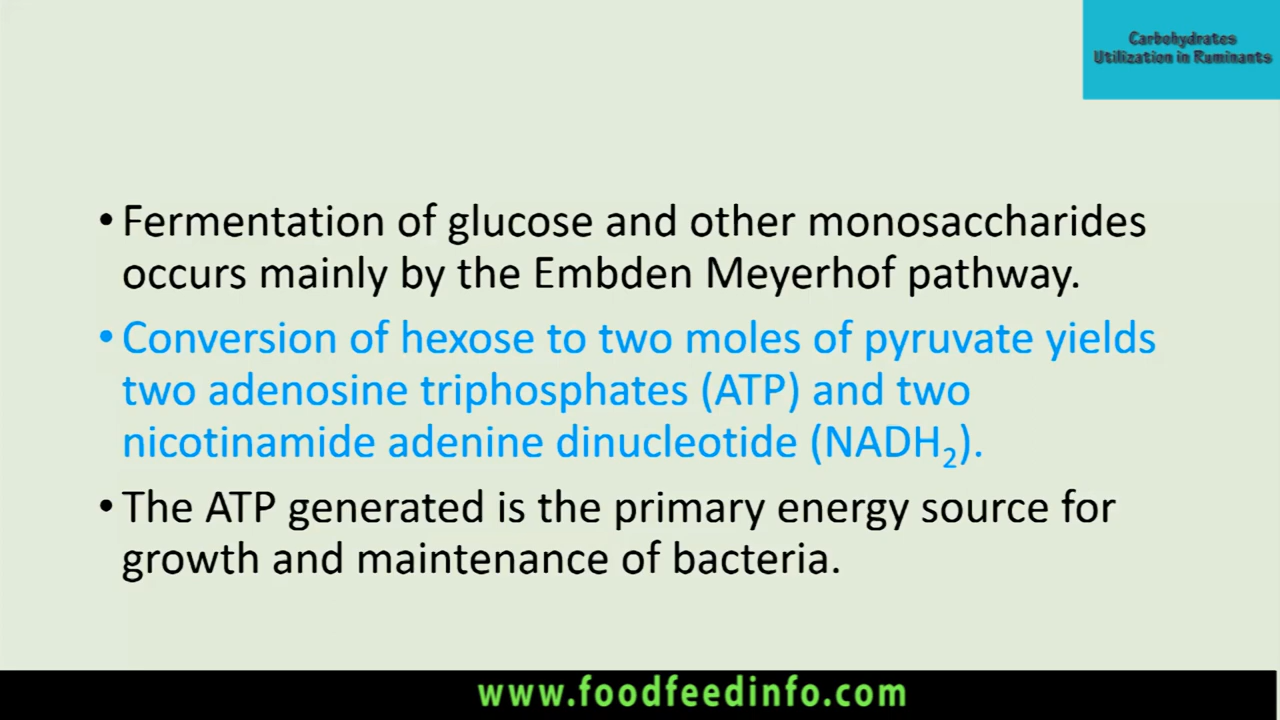 Carbohydrates
Utilization in Ruminants
• Fermentation of glucose and other monosaccharides
occurs mainly by the Embden Meyerhof pathway.
• Conversion of hexose to two moles of pyruvate yields
two adenosine triphosphates (ATP) and two
nicotinamide adenine dinucleotide (NADH₂).
• The ATP generated is the primary energy source for
growth and maintenance of bacteria.
www.foodfeedinfo.com